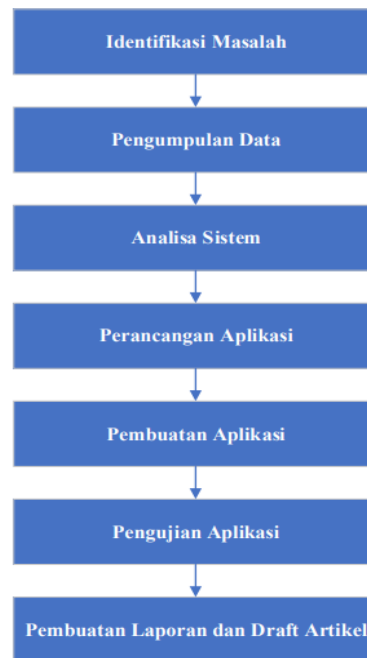 Identifikasi Masalah
Pengumpulan Data
Analisa Sistem
Perancangan Aplikasi
Pembuatan Aplikasi
Pengujian Aplikasi
Pembuatan Laporan dan Draft Artikel